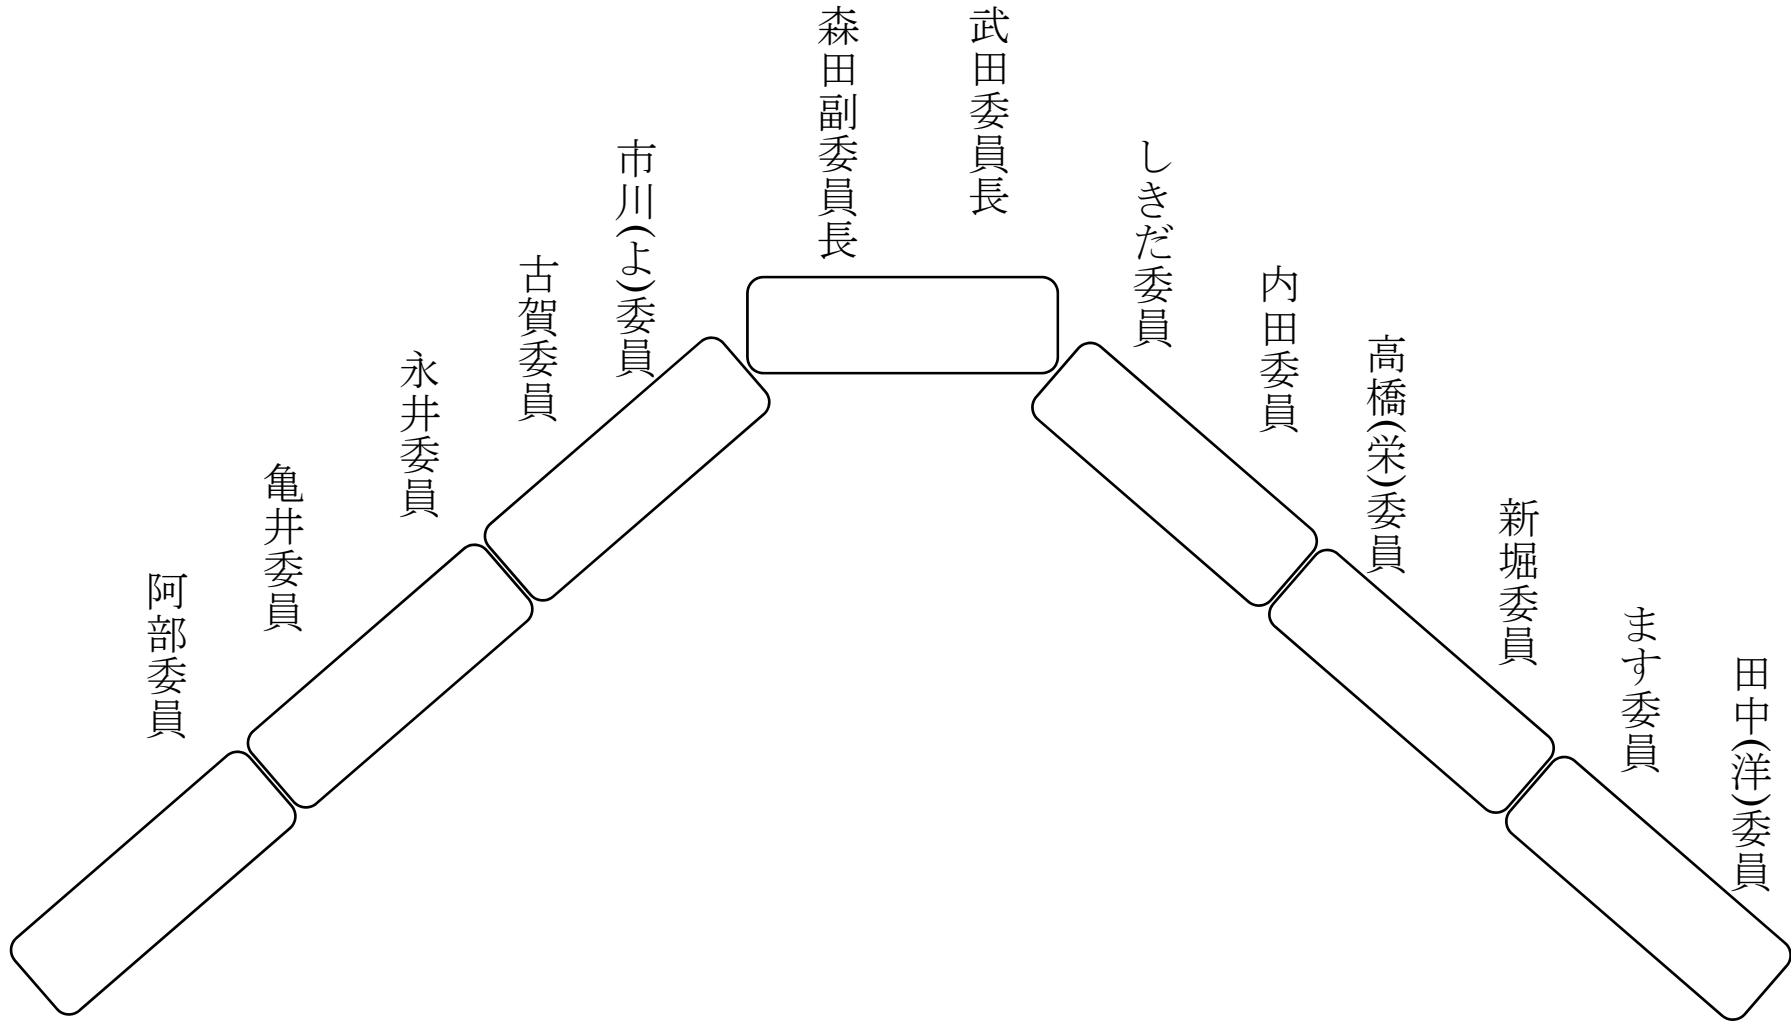 武田委員長
森田副委員長
しきだ委員
内田委員
高橋(栄)委員
新堀委員
ます委員
田中(洋)委員
市川(よ)委員
古賀委員
永井委員
亀井委員
阿部委員